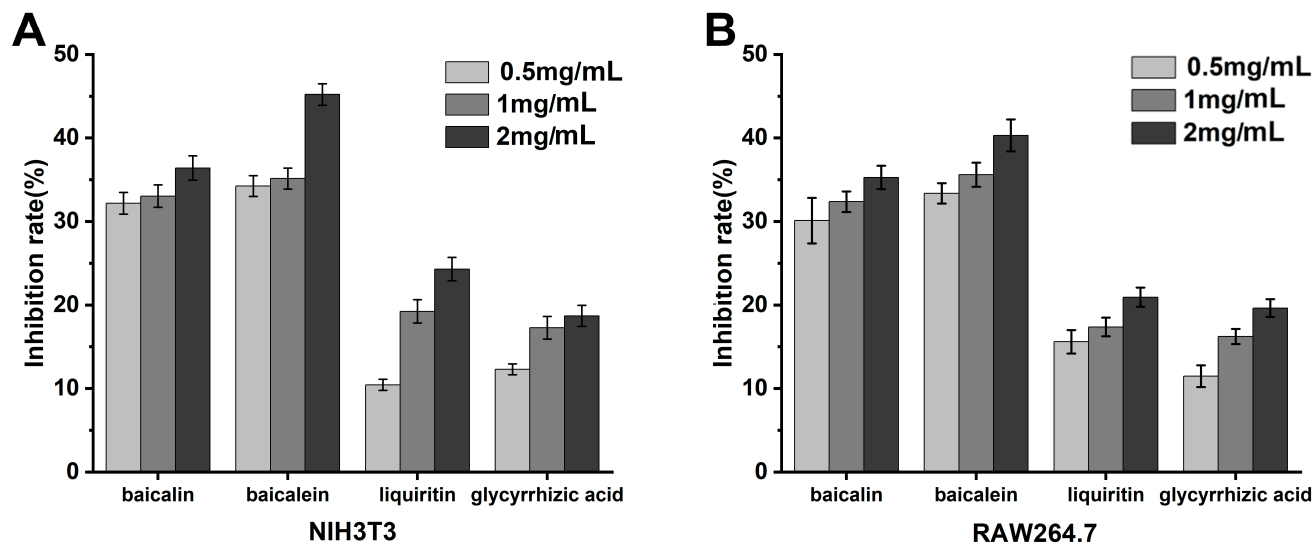 A
Inhibition rate(%)
50
40
30
20
10
0
0.5mg/mL
1mg/mL
2mg/mL
baicalin baicalein liquiritin glycyrrhizic acid
NIH3T3
B
Inhibition rate(%)
50
40
30
20
10
0
0.5mg/mL
1mg/mL
2mg/mL
baicalin baicalein liquiritin glycyrrhizic acid
RAW264.7